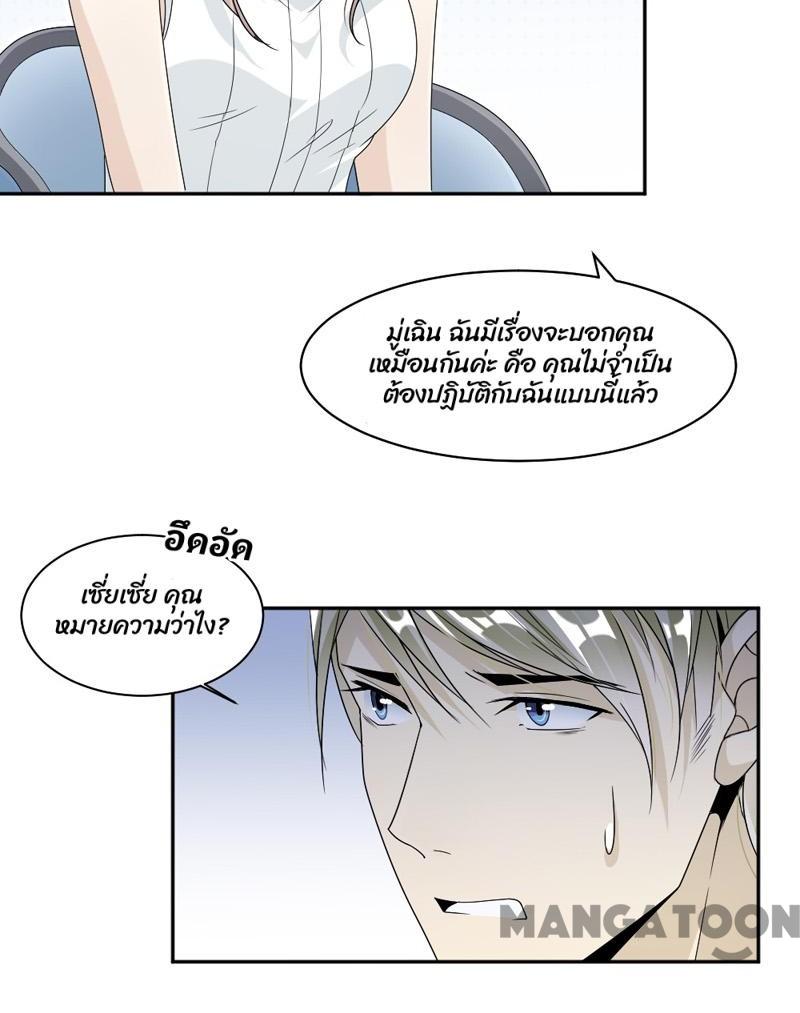 มู่เฉิน ฉันมีเรื่องจะบอกคุณ
เหมือนกันค่ะ คือ คุณไม่จำเป็น
ต้องปฏิบัติกับฉันแบบนี้แล้ว
อึดอัด
เซี่ยเซี่ย คุณ
หมายความว่าไง?
MANGATOON